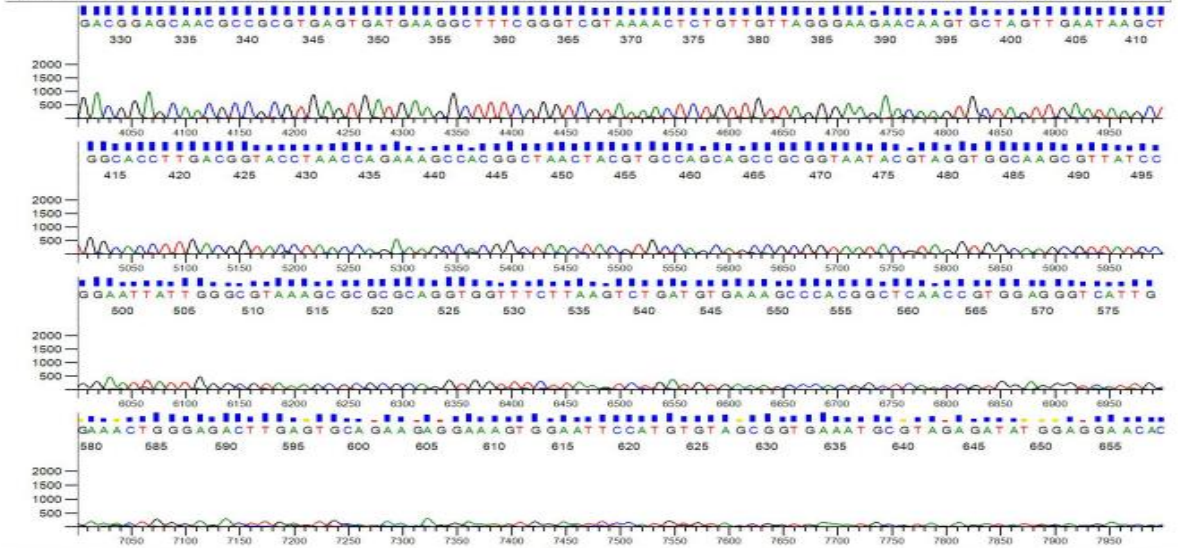 GACGGAGCAACGCCGCGTGAGTGATGAAGGCTTTCGGGTCGTAAAACTCTGTTGTTAGGGAAGAACAAGTGCTAGTTGAATAAGCT
330 335 340 345 350 355 360 365 370 375 380 385 390 395 400 405 410
2000
1500
1000
500
4050 4100 4150 4200 4250 4300 4350 4400 4450 4500 4550 4600 4650 4700 4750 4800 4850 4900 4950
GGCACCTTGACGGTACCTAACCAGAAAGCCACGGCTAACTACGTGCCAGCAGCCGCGGTAATACGTAGGTGGCAAGCGTTATCC
415 420 425 430 435 440 445 450 455 460 465 470 475 480 485 490 495
2000
1500
1000
500
5050 5100 5150 5200 5250 5300 5350 5400 5450 5500 5550 5600 5650 5700 5750 5800 5850 5900 5950
GGAATTATTGGGCGTAAAGCGCGCGCAGGTGGTTTCTTAAGTCTGATGTGAAAGCCCACGGCTCAACCGTGGAGGGTCATTG
500 505 510 515 520 525 530 535 540 545 550 555 560 565 570 575
2000
1500
1000
500
6050 6100 6150 6200 6250 6300 6350 6400 6450 6500 6550 6600 6650 6700 6750 6800 6850 6900 6950
GAAACTGGGAGACTTGAGTGCAGAAGAGGAAAGTGGAATTCCATGTGTAGCGGTGAAATGCGTAGAGATATGGAGGAACAC
580 585 590 595 600 605 610 615 620 625 630 635 640 645 650 655
2000
1500
1000
500
7050 7100 7150 7200 7250 7300 7350 7400 7450 7500 7550 7600 7650 7700 7750 7800 7850 7900 7950